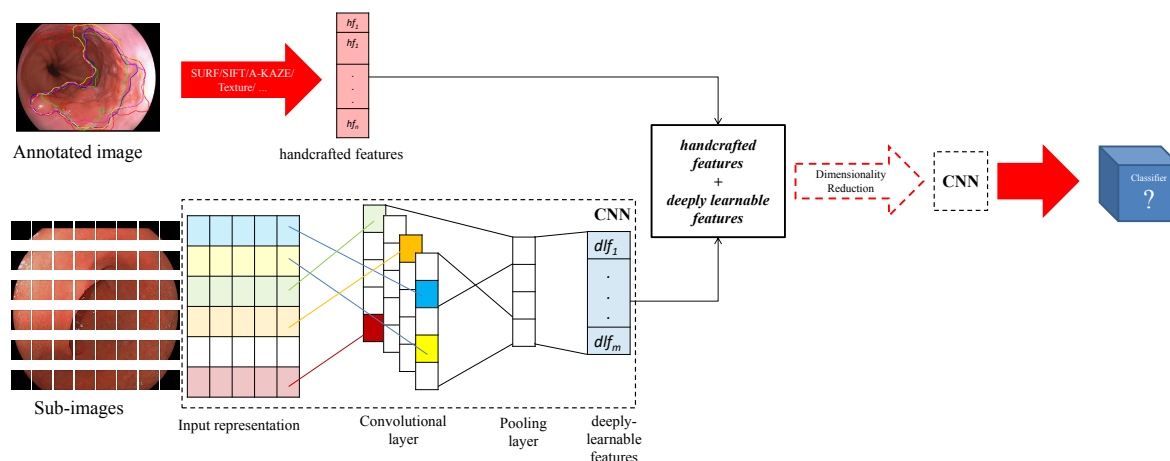 SURF/SIFT/A-KAZE/
Texture/ ...
hf1
hf2
.
.
.
hfn
Annotated image
handcrafted features
handcrafted
features
+
deeply learnable
features
Dimensionality
Reduction
CNN
Classifier
?
CNN
dlf1
.
.
.
.
dlfm
Sub-images
Input representation
Convolutional
layer
Pooling
layer
deeply-
learnable
features